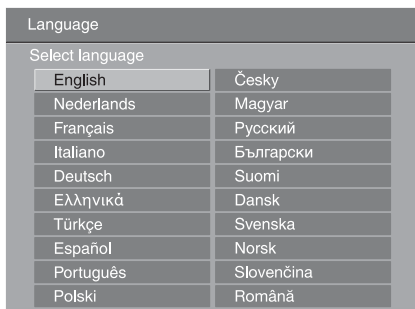 Language
Select language
English
Nederlands
Français
Italiano
Deutsch
Ελληνικά
Türkçe
Español
Português
Polski
Česky
Magyar
Русский
Български
Suomi
Dansk
Svenska
Norsk
Slovenčina
Română